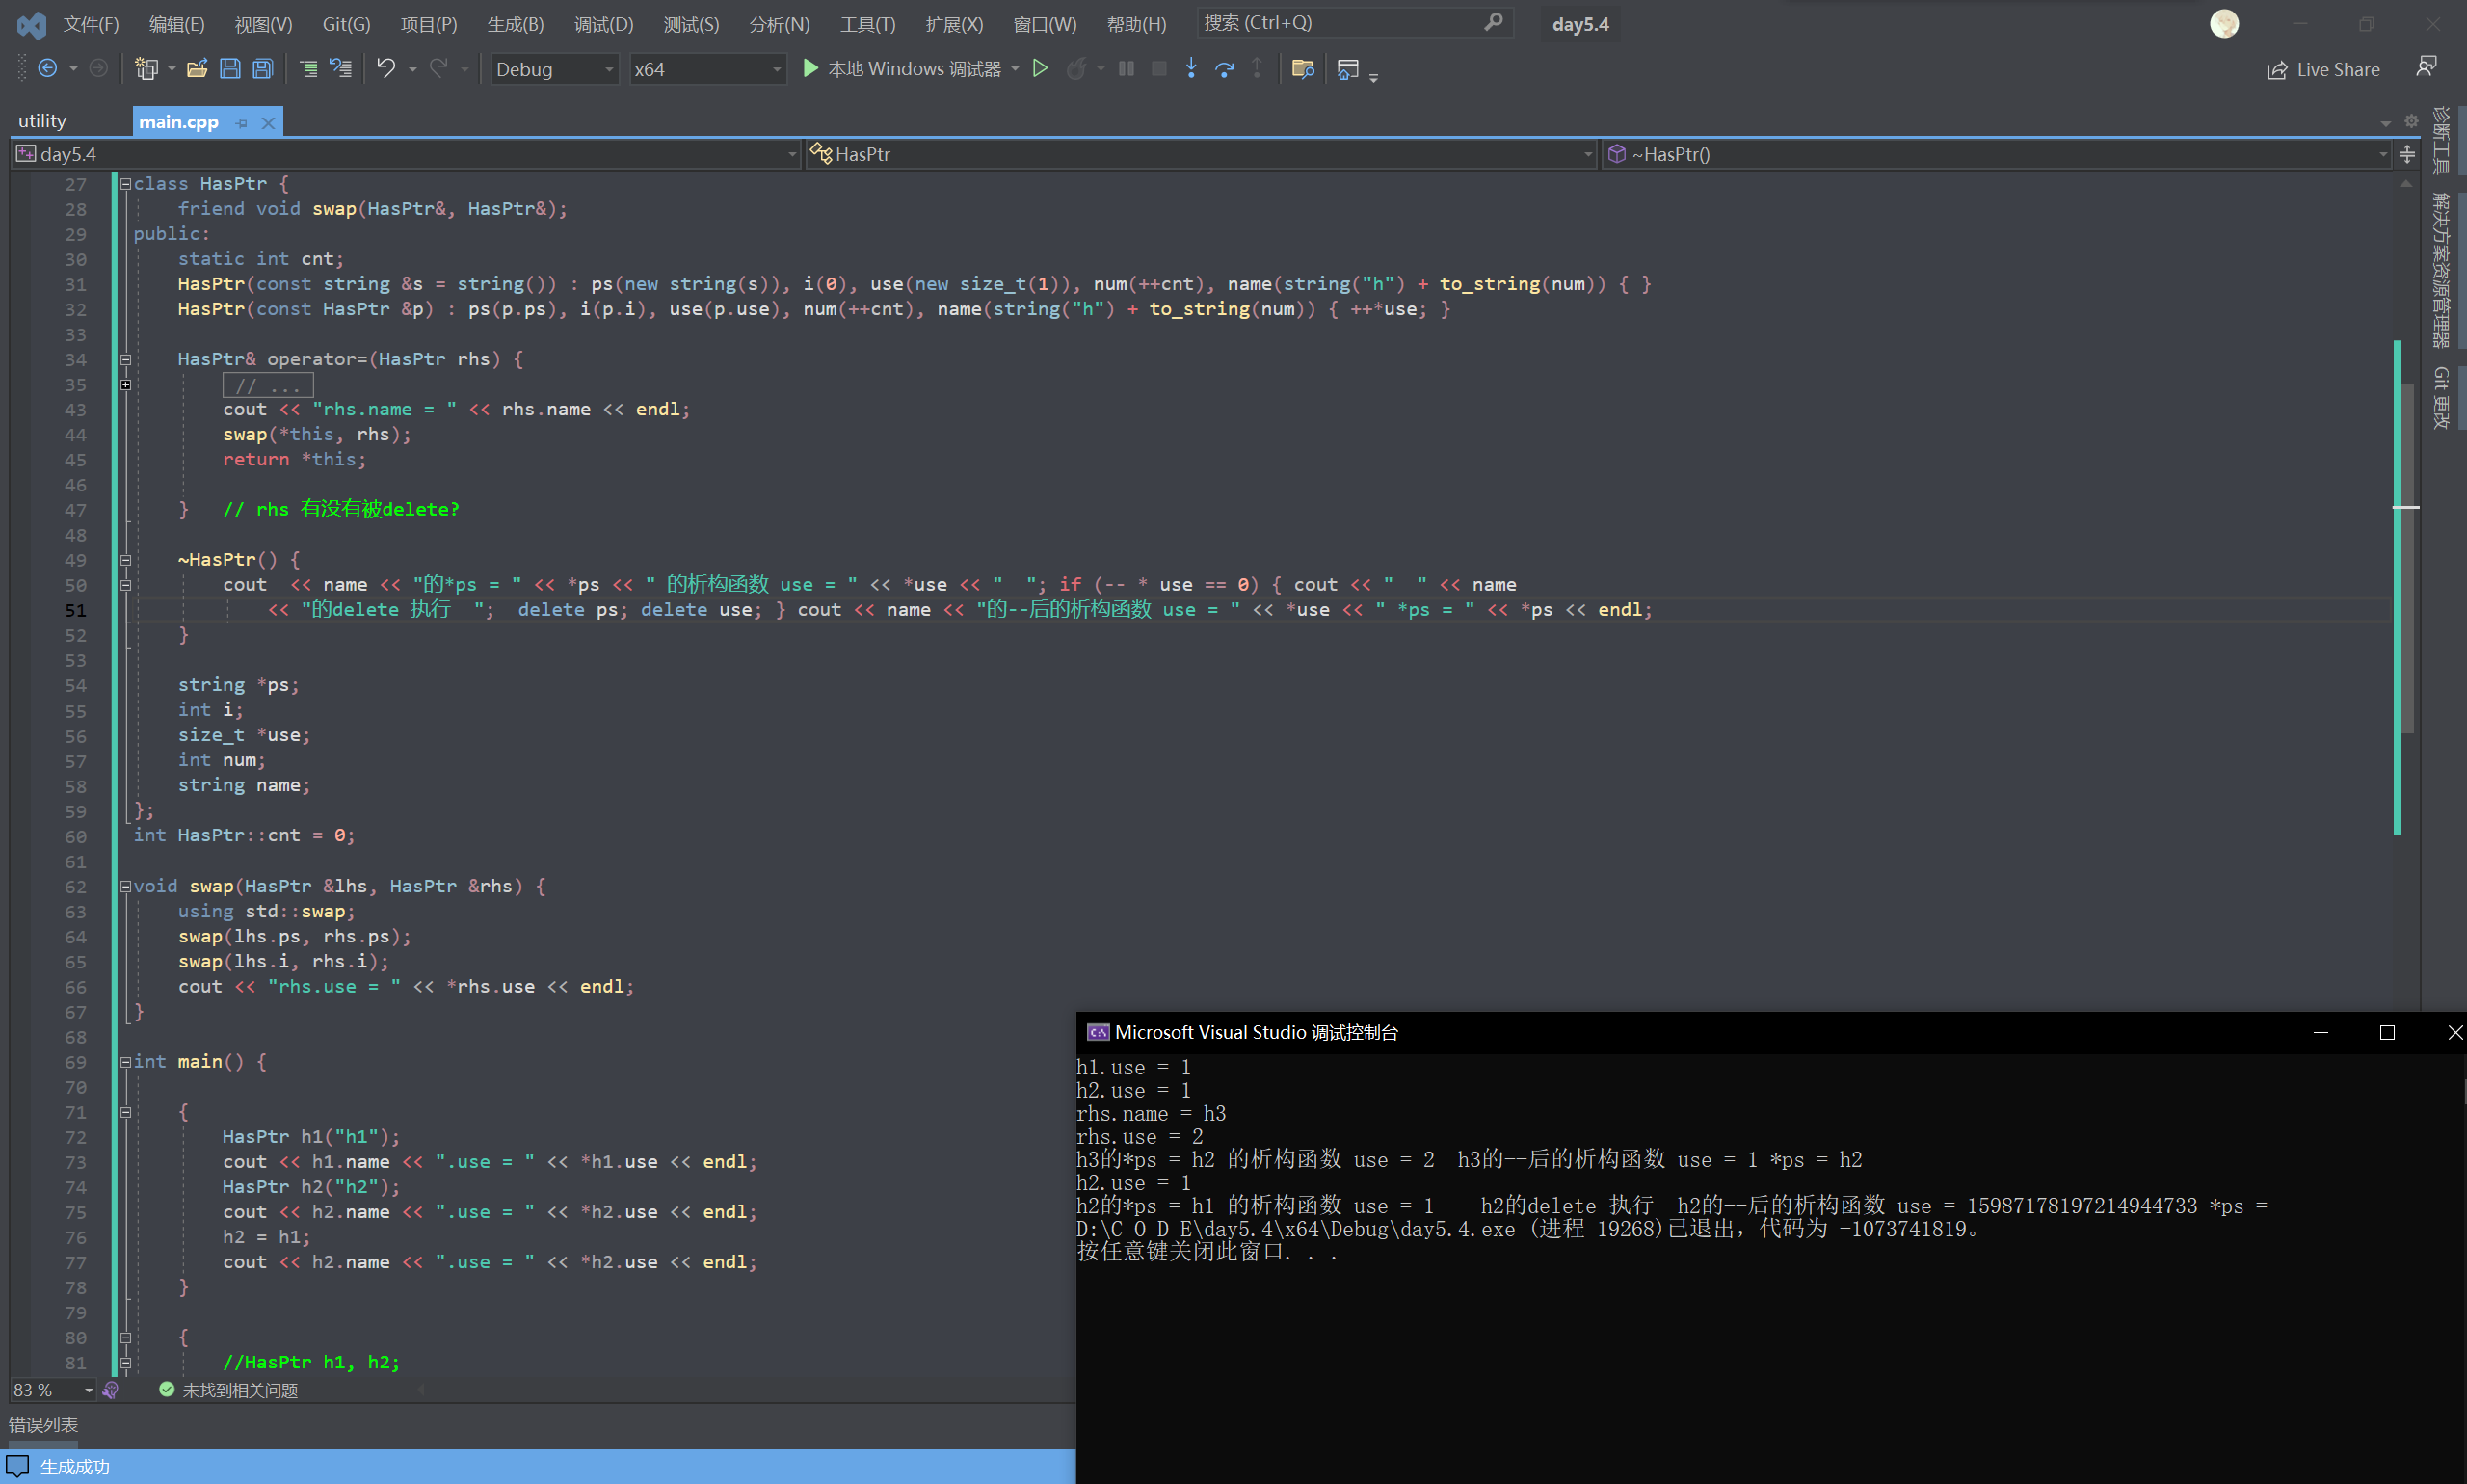 文件(F) 编辑(E) 视图(V) Git(G) 项目(P) 生成(B) 调试(D) 测试(S) 分析(N) 工具(T) 扩展(X) 窗口(W) 帮助(H) 搜索 (Ctrl+Q) day5.4
Debug x64 本地 Windows 调试器 Live Share
utility main.cpp
day5.4 HasPtr ~HasPtr()
27 class HasPtr {
28 friend void swap(HasPtr&, HasPtr&);
29 public:
30 static int cnt;
31 HasPtr(const string &s = string()) : ps(new string(s)), i(0), use(new size_t(1)), num(++cnt), name(string("h") + to_string(num)) { }
32 HasPtr(const HasPtr &p) : ps(p.ps), i(p.i), use(p.use), num(++cnt), name(string("h") + to_string(num)) { ++*use; }
33
34 HasPtr& operator=(HasPtr rhs) {
35 // ...
43 cout << "rhs.name = " << rhs.name << endl;
44 swap(*this, rhs);
45 return *this;
46
47 } // rhs 有没有被delete?
48
49 ~HasPtr() {
50 cout << name << "的*ps = " << *ps << " 的析构函数 use = " << *use << "  "; if (-- * use == 0) { cout << "  " << name
51 << "的delete 执行  ";  delete ps; delete use; } cout << name << "的--后的析构函数 use = " << *use << " *ps = " << *ps << endl;
52 }
53
54 string *ps;
55 int i;
56 size_t *use;
57 int num;
58 string name;
59 };
60 int HasPtr::cnt = 0;
61
62 void swap(HasPtr &lhs, HasPtr &rhs) {
63 using std::swap;
64 swap(lhs.ps, rhs.ps);
65 swap(lhs.i, rhs.i);
66 cout << "rhs.use = " << *rhs.use << endl;
67 }
68
69 int main() {
70
71 {
72 HasPtr h1("h1");
73 cout << h1.name << ".use = " << *h1.use << endl;
74 HasPtr h2("h2");
75 cout << h2.name << ".use = " << *h2.use << endl;
76 h2 = h1;
77 cout << h2.name << ".use = " << *h2.use << endl;
78 }
79
80 {
81 //HasPtr h1, h2;
83 % 未找到相关问题
错误列表
生成成功
诊断工具
解决方案资源管理器
Git 更改
Microsoft Visual Studio 调试控制台
h1.use = 1
h2.use = 1
rhs.name = h3
rhs.use = 2
h3的*ps = h2 的析构函数 use = 2  h3的--后的析构函数 use = 1 *ps = h2
h2.use = 1
h2的*ps = h1 的析构函数 use = 1    h2的delete 执行  h2的--后的析构函数 use = 15987178197214944733 *ps =
D:\C O D E\day5.4\x64\Debug\day5.4.exe (进程 19268)已退出，代码为 -1073741819。
按任意键关闭此窗口. . .